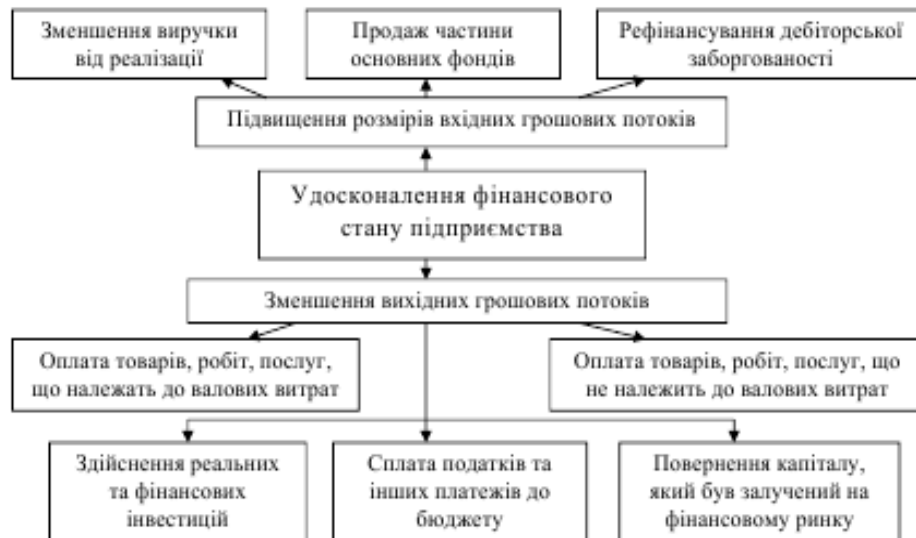 Зменшення виручки
від реалізації
Продаж частини
основних фондів
Рефінансування дебіторської
заборгованості
Підвищення розмірів вхідних грошових потоків
Удосконалення фінансового
стану підприємства
Зменшення вихідних грошових потоків
Оплата товарів, робіт, послуг,
що належать до валових витрат
Оплата товарів, робіт, послуг, що
не належить до валових витрат
Здійснення реальних
та фінансових
інвестицій
Сплата податків та
інших платежів до
бюджету
Повернення капіталу,
який був залучений на
фінансовому ринку